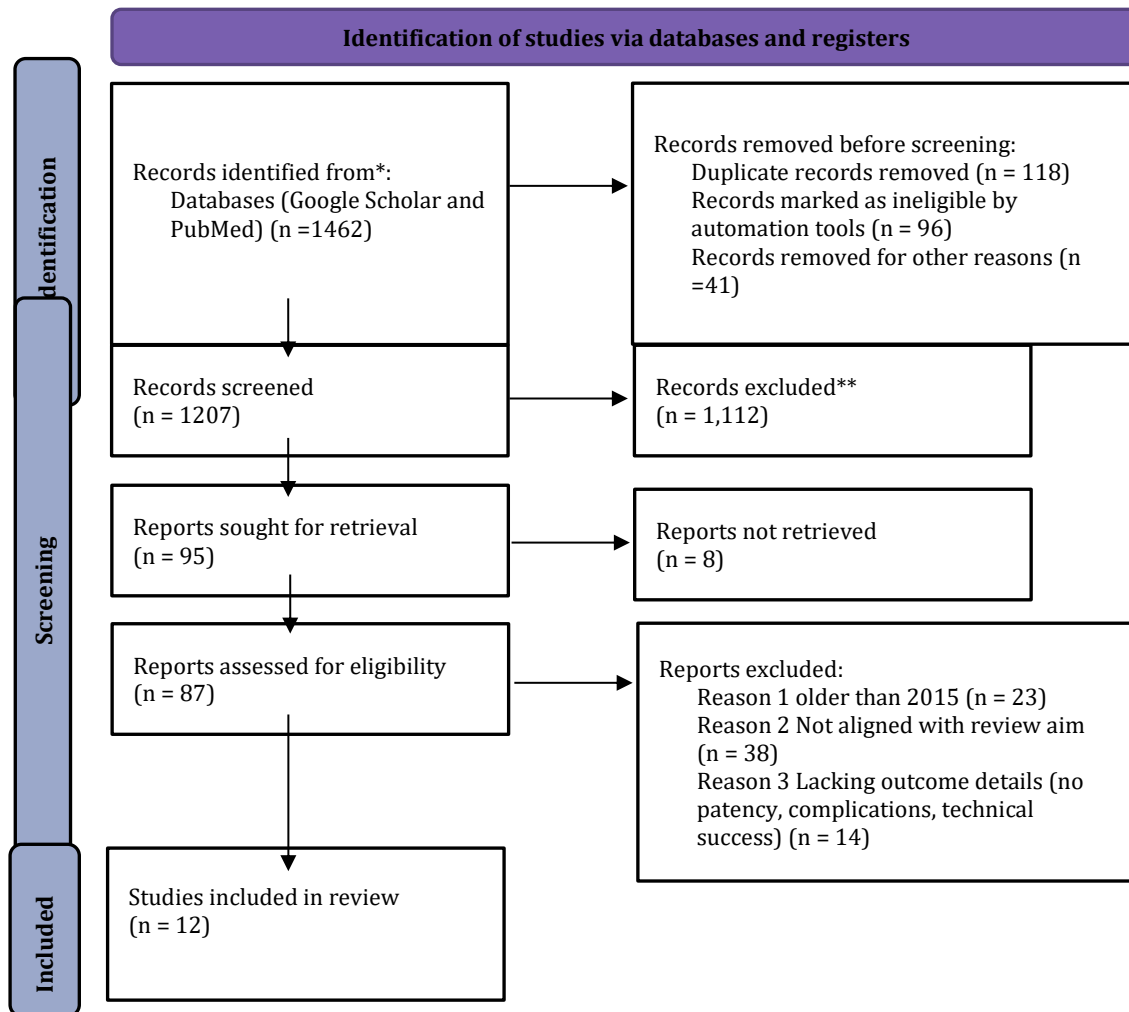 Identification of studies via databases and registers
Identification
Records identified from*:
Databases (Google Scholar and
PubMed) (n =1462)
Records removed before screening:
Duplicate records removed (n = 118)
Records marked as ineligible by
automation tools (n = 96)
Records removed for other reasons (n
=41)
Screening
Records screened
(n = 1207)
Records excluded**
(n = 1,112)
Reports sought for retrieval
(n = 95)
Reports not retrieved
(n = 8)
Reports assessed for eligibility
(n = 87)
Reports excluded:
Reason 1 older than 2015 (n = 23)
Reason 2 Not aligned with review aim
(n = 38)
Reason 3 Lacking outcome details (no
patency, complications, technical
success) (n = 14)
Included
Studies included in review
(n = 12)